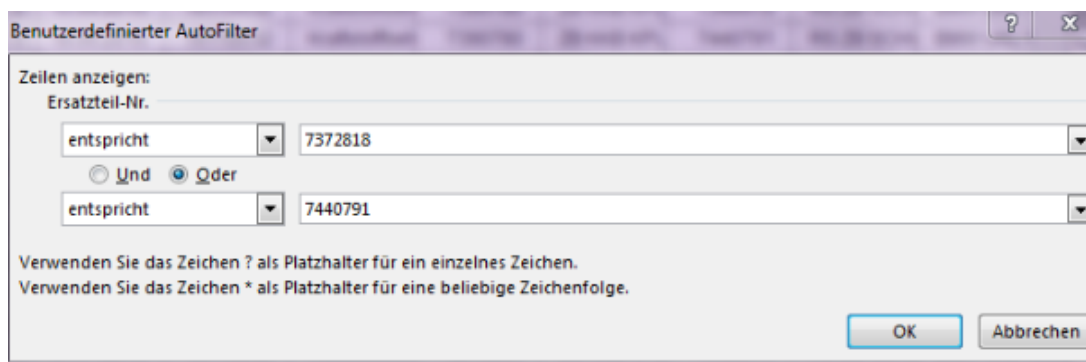 Benutzerdefinierter AutoFilter
Zeilen anzeigen:
Ersatzteil-Nr.
entspricht 7372818
Und Oder
entspricht 7440791
Verwenden Sie das Zeichen ? als Platzhalter für ein einzelnes Zeichen.
Verwenden Sie das Zeichen * als Platzhalter für eine beliebige Zeichenfolge.
OK Abbrechen